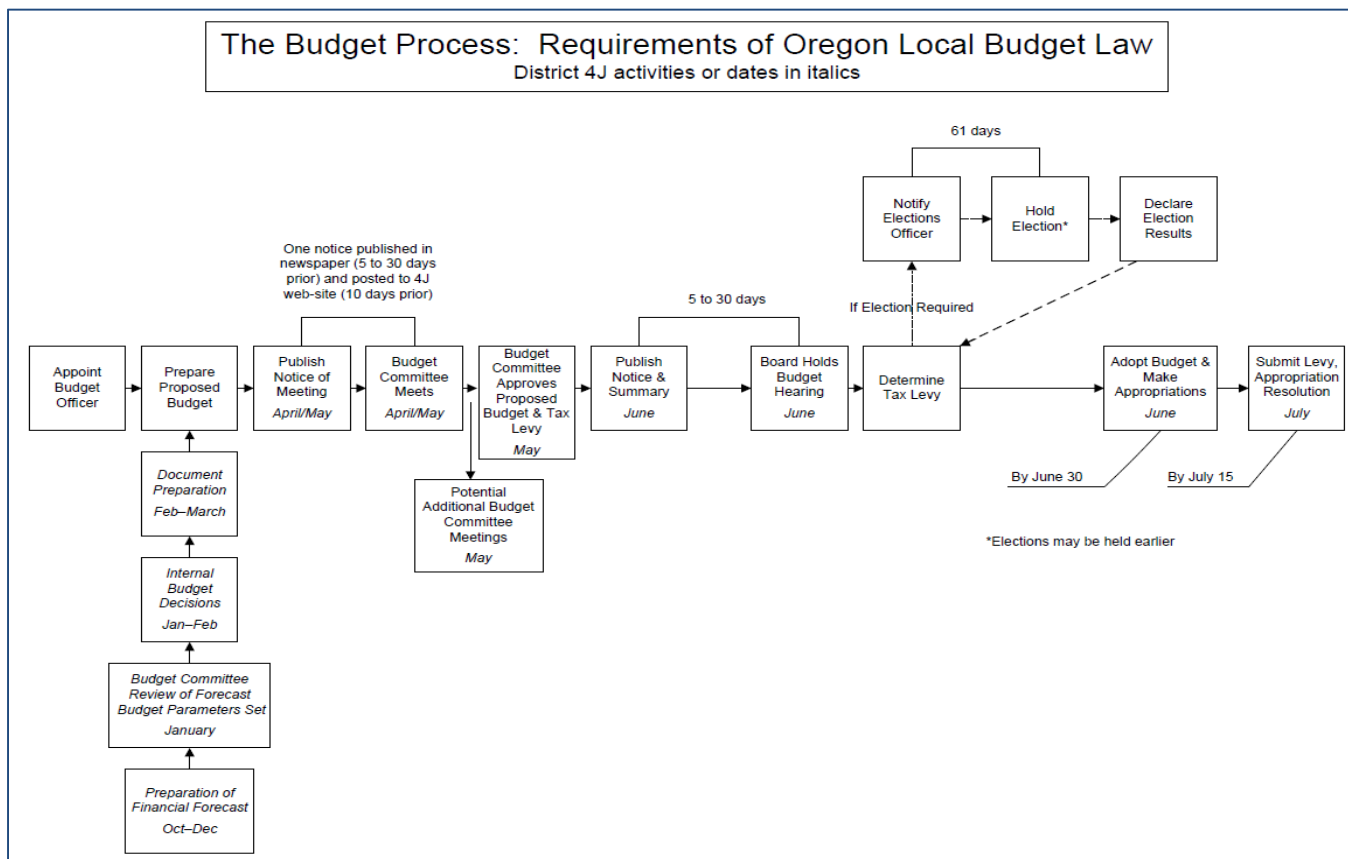 The Budget Process: Requirements of Oregon Local Budget Law
District 4J activities or dates in italics
61 days
Notify
Elections
Officer
Hold
Election*
Declare
Election
Results
One notice published in
newspaper (5 to 30 days
prior) and posted to 4J
web-site (10 days prior)
5 to 30 days
If Election Required
Appoint
Budget
Officer
Prepare
Proposed
Budget
Publish
Notice of
Meeting
April/May
Budget
Committee
Meets
April/May
Budget
Committee
Approves
Proposed
Budget & Tax
Levy
May
Publish
Notice &
Summary
June
Board Holds
Budget
Hearing
June
Determine
Tax Levy
Adopt Budget &
Make
Appropriations
June
Submit Levy,
Appropriation
Resolution
July
By June 30
By July 15
Document
Preparation
Feb–March
Potential
Additional Budget
Committee
Meetings
May
*Elections may be held earlier
Internal
Budget
Decisions
Jan–Feb
Budget Committee
Review of Forecast
Budget Parameters Set
January
Preparation of
Financial Forecast
Oct–Dec